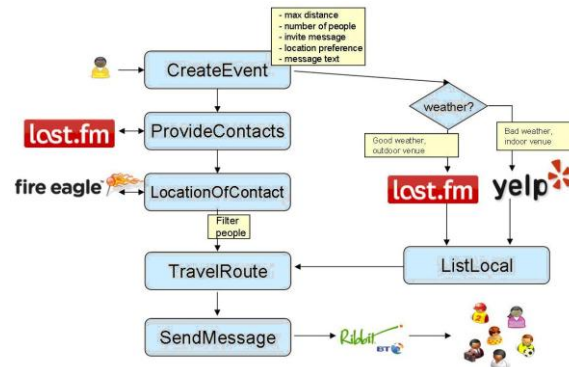 - max distance
- number of people
- invite message
- location preference
- message text
CreateEvent
weather?
last.fm
ProvideContacts
Good weather,
outdoor venue
Bad weather,
indoor venue
fire eagle
LocationOfContact
last.fm
yelp
Filter
people
TravelRoute
ListLocal
SendMessage
Ribbit
BT
2